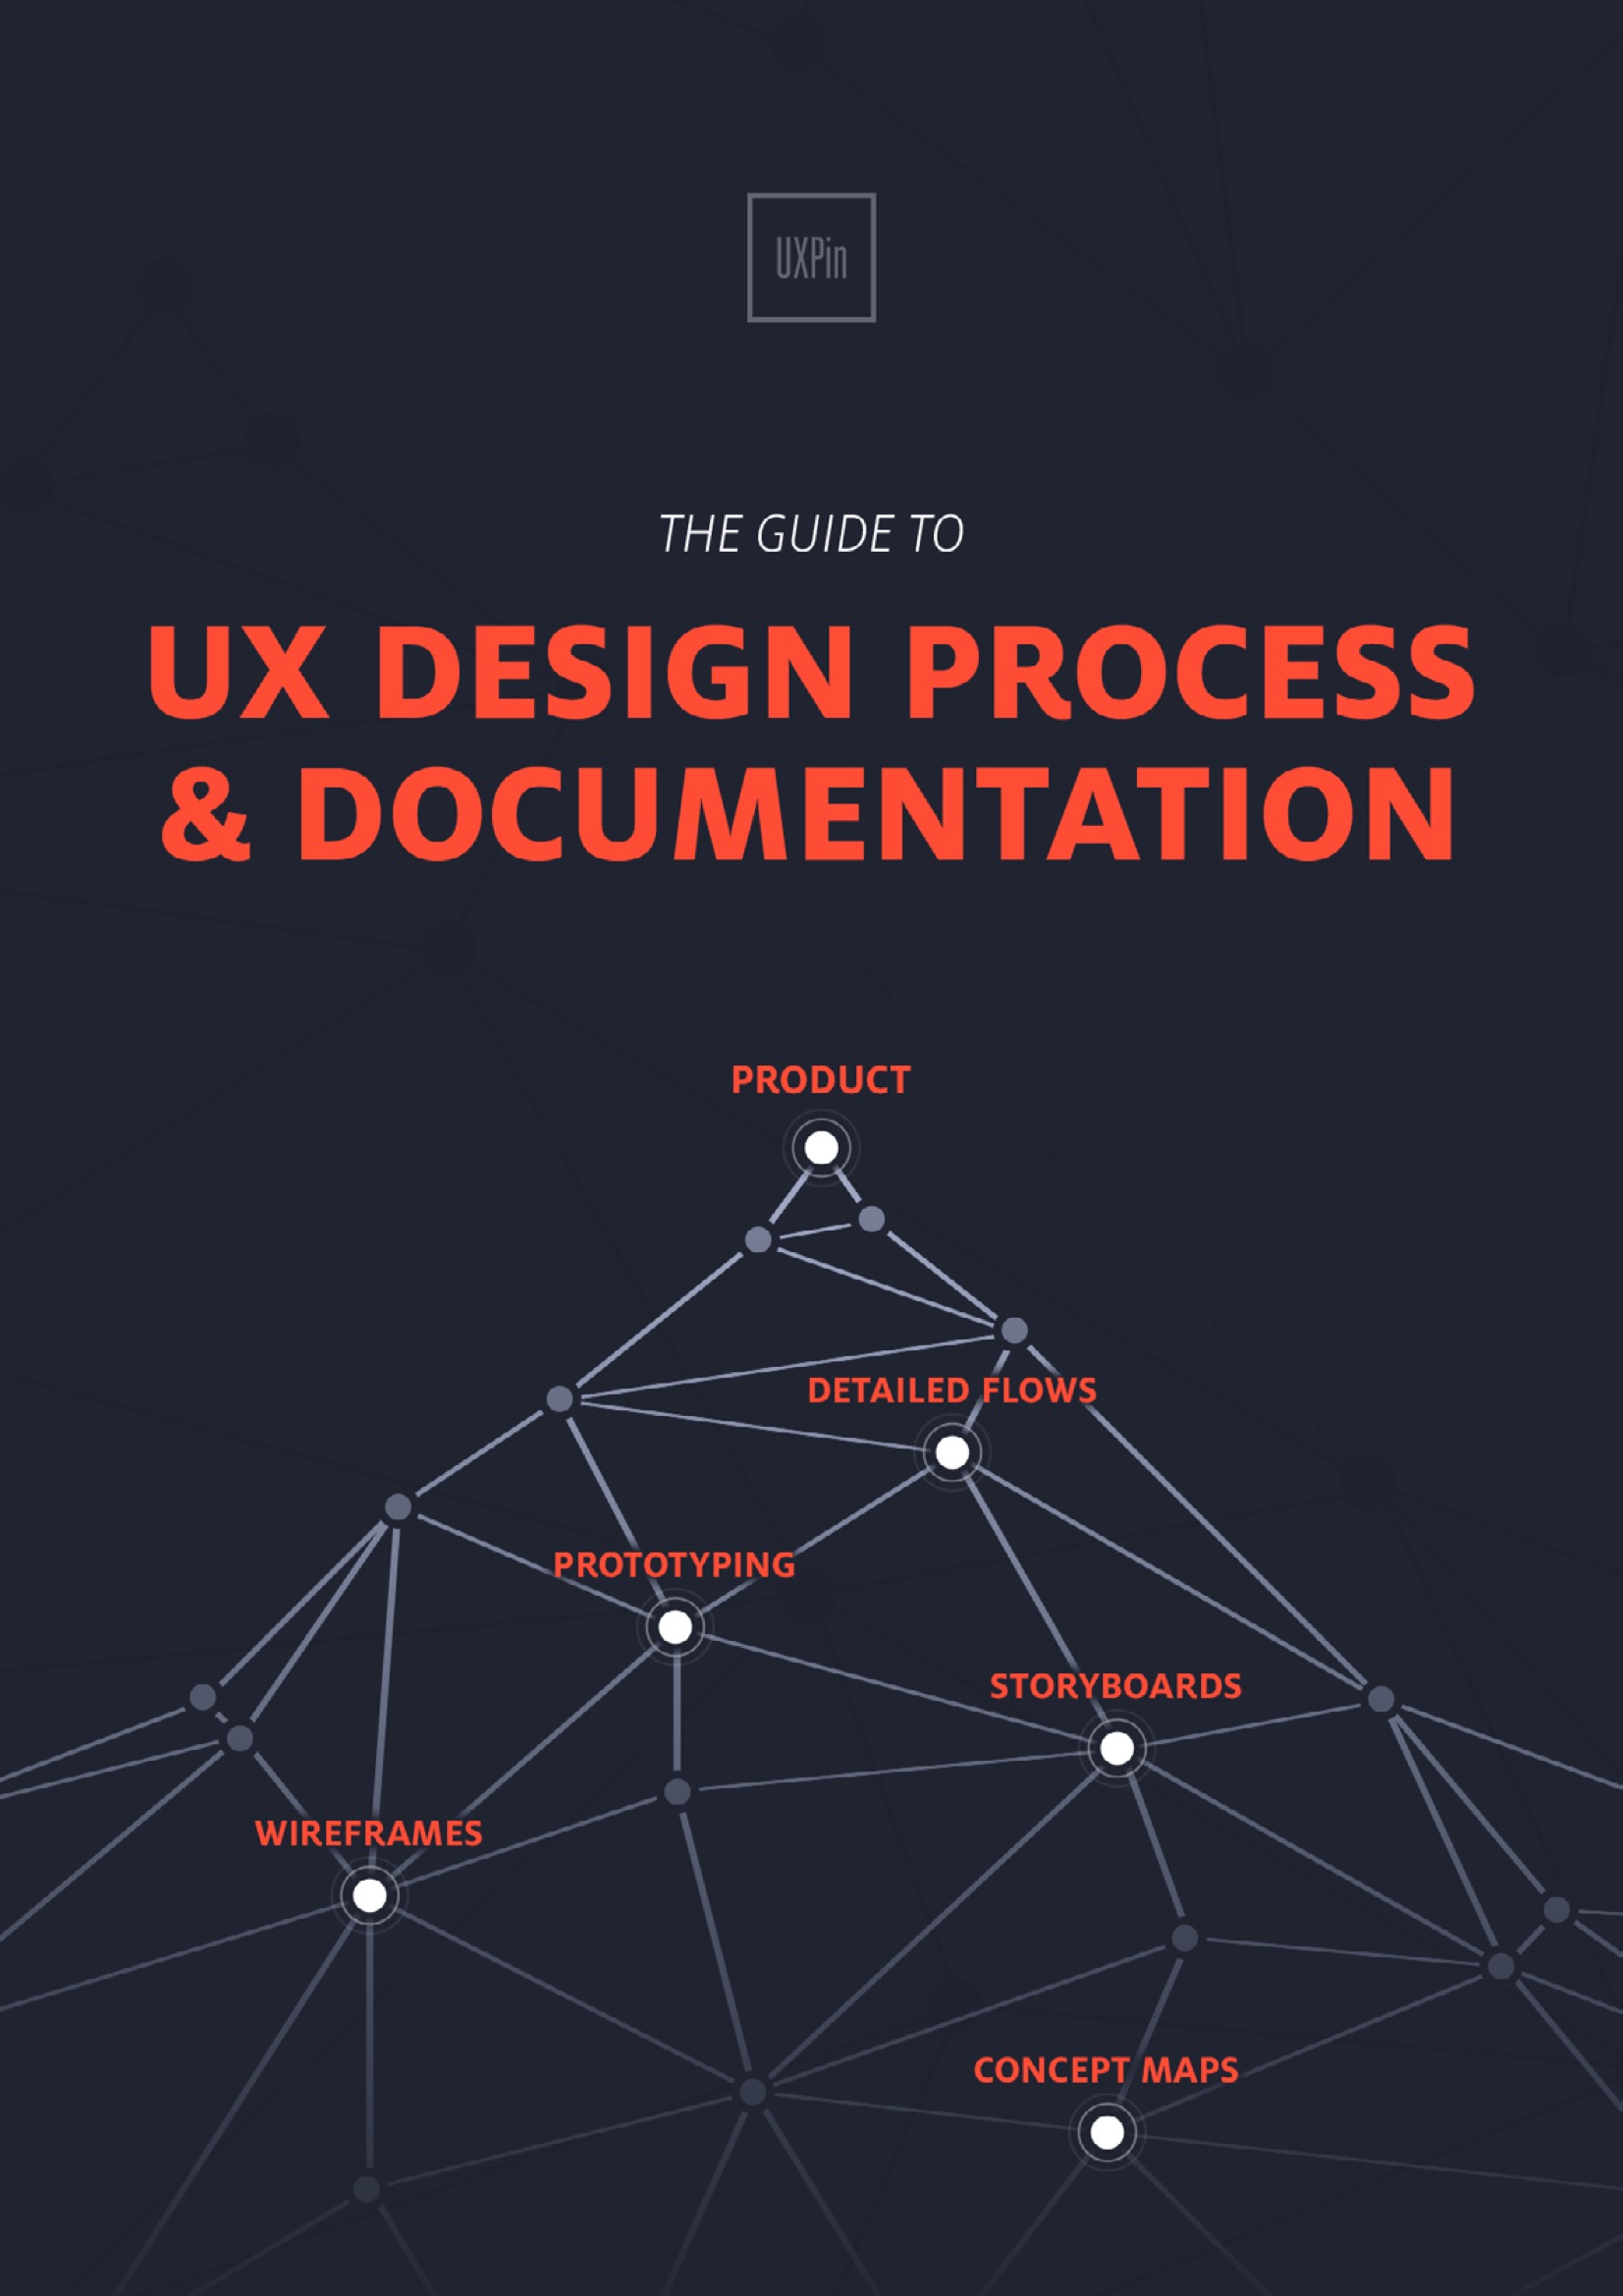 UXPin
THE GUIDE TO
UX DESIGN PROCESS
& DOCUMENTATION
PRODUCT
DETAILED FLOWS
PROTOTYPING
STORYBOARDS
WIREFRAMES
CONCEPT MAPS